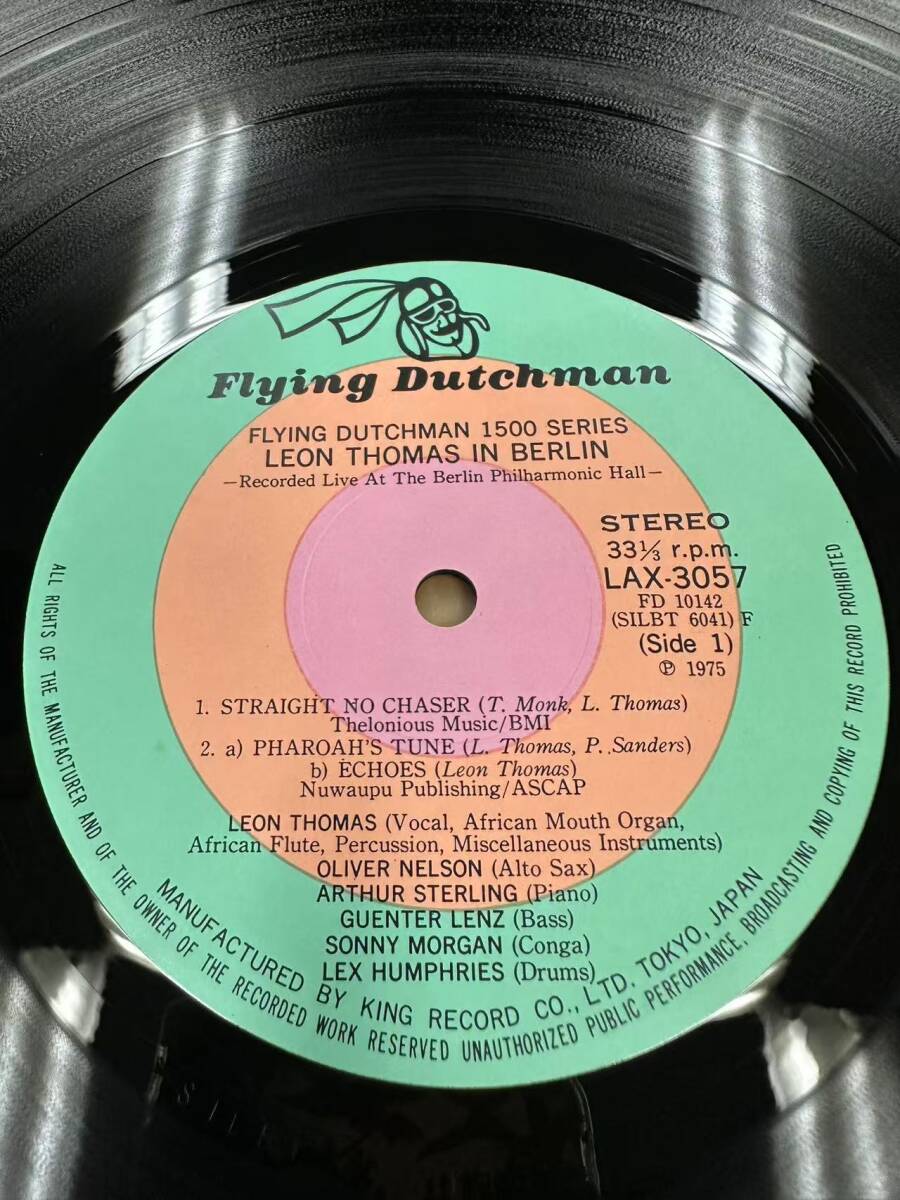 Flying Dutchman
FLYING DUTCHMAN 1500 SERIES
LEON THOMAS IN BERLIN
—Recorded Live At The Berlin Philharmonic Hall—
STEREO
33⅓ r.p.m.
LAX-3057
FD 10142
(SILBT 6041) F
(Side 1)
Ⓟ 1975
1. STRAIGHT NO CHASER (T. Monk, L. Thomas)
Thelonious Music/BMI
2. a) PHAROAH'S TUNE (L. Thomas, P. Sanders)
b) ECHOES (Leon Thomas)
Nuwaupu Publishing/ASCAP
LEON THOMAS (Vocal, African Mouth Organ,
African Flute, Percussion, Miscellaneous Instruments)
OLIVER NELSON (Alto Sax)
ARTHUR STERLING (Piano)
GUENTER LENZ (Bass)
SONNY MORGAN (Conga)
LEX HUMPHRIES (Drums)
MANUFACTURED BY KING RECORD CO., LTD. TOKYO, JAPAN
ALL RIGHTS OF THE MANUFACTURER AND OF THE OWNER OF THE RECORDED WORK RESERVED UNAUTHORIZED PUBLIC PERFORMANCE, BROADCASTING AND COPYING OF THIS RECORD PROHIBITED